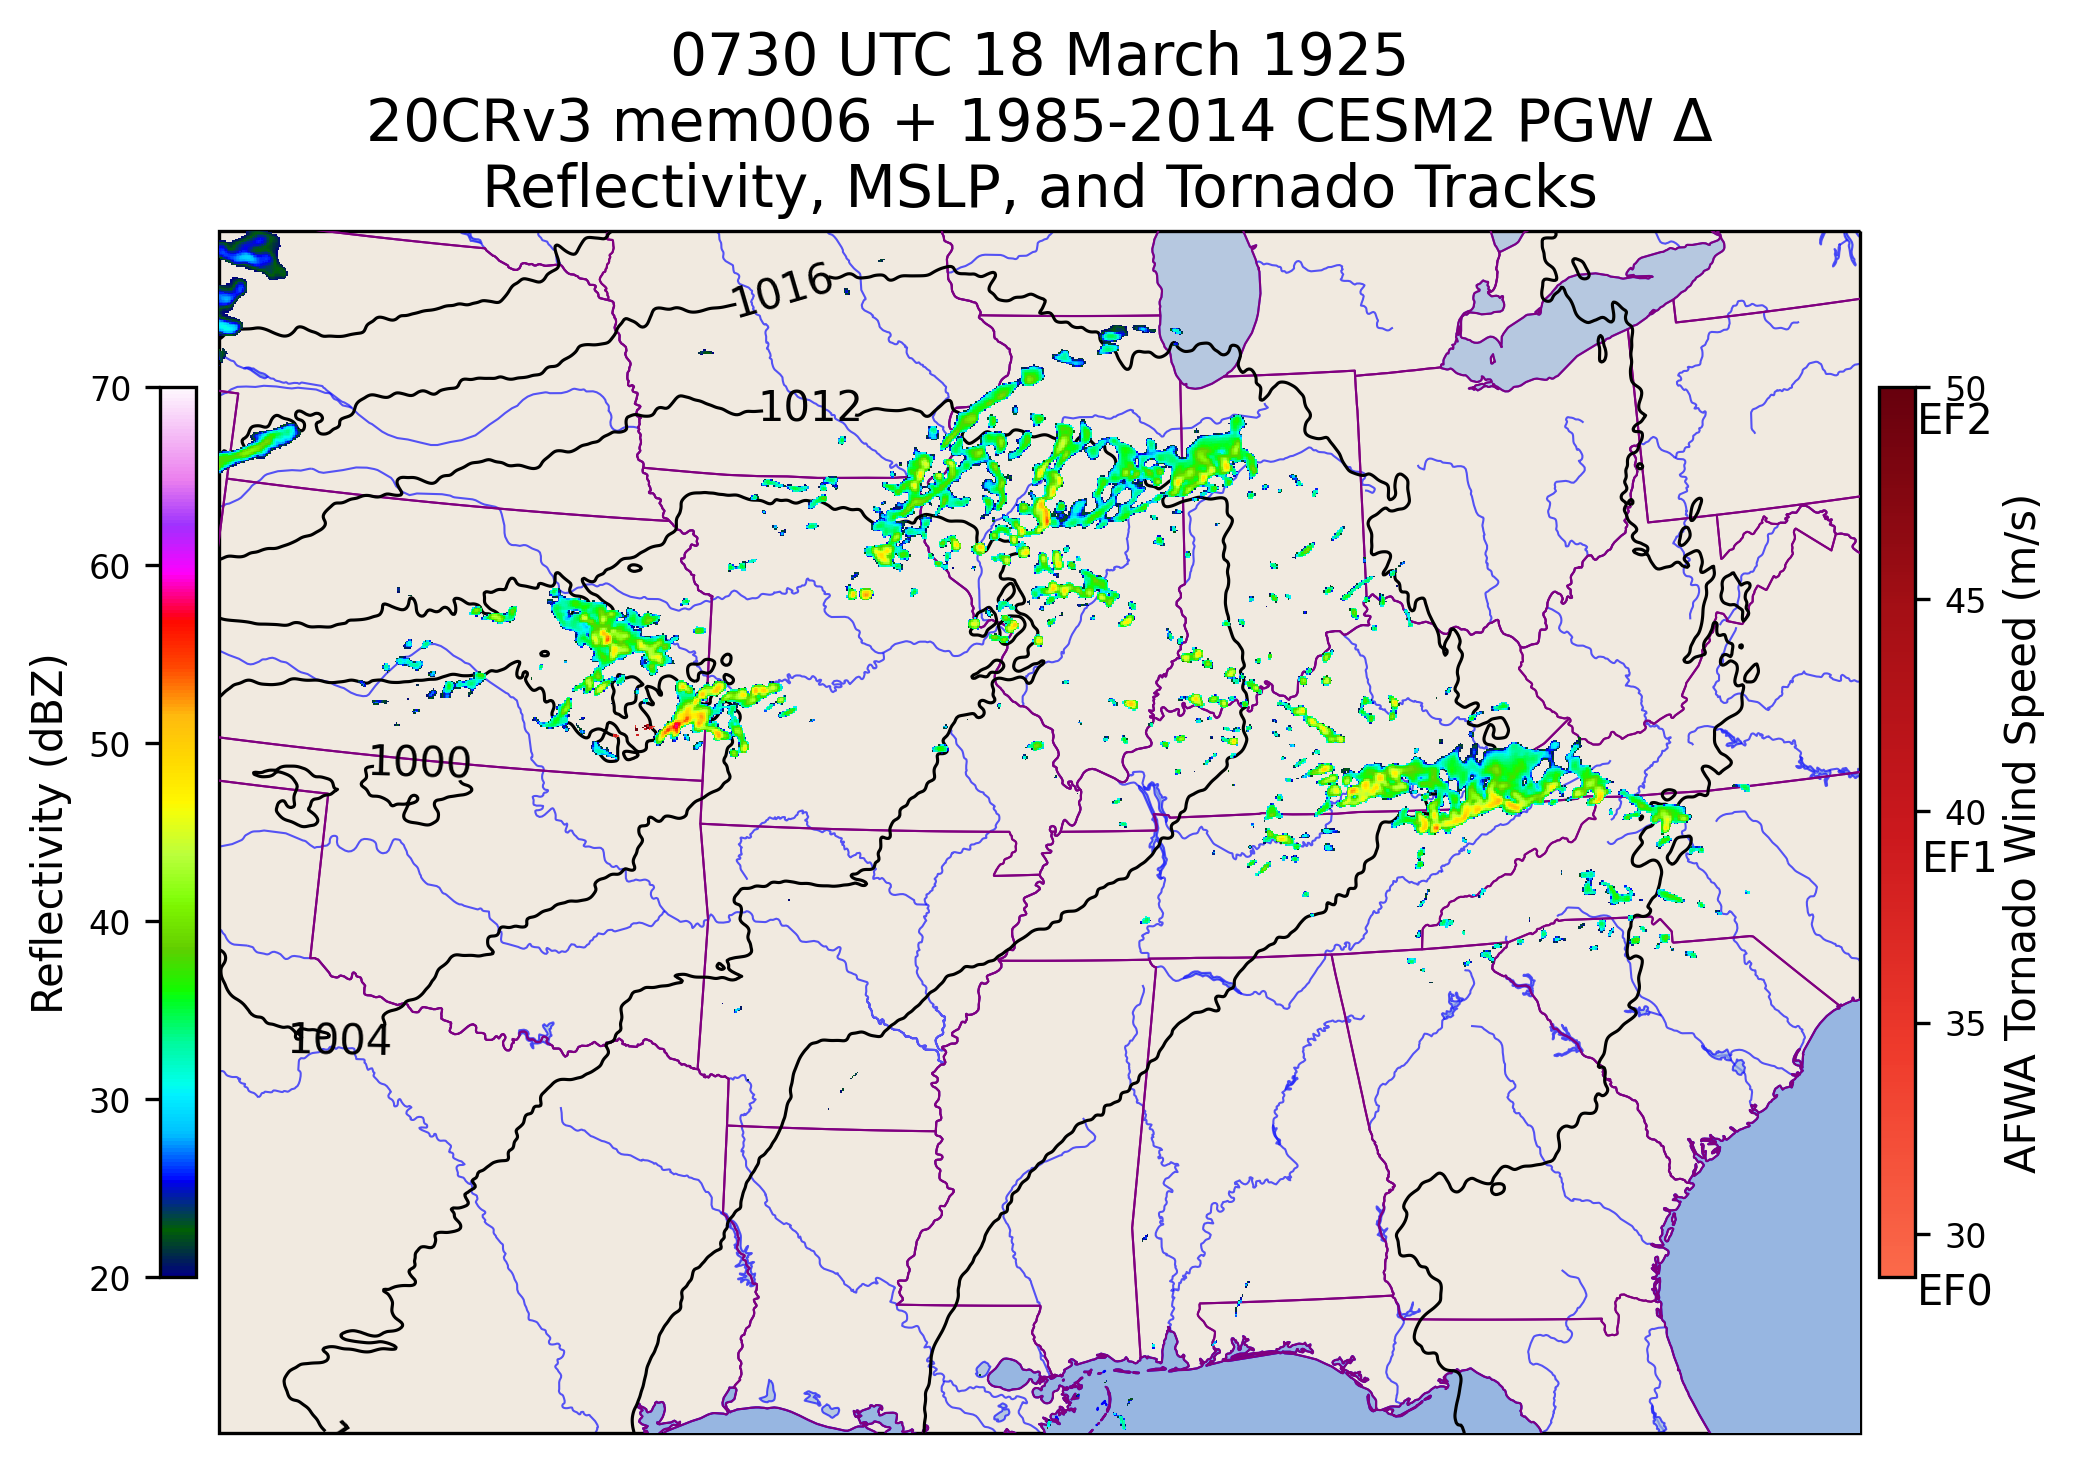 0730 UTC 18 March 1925
20CRv3 mem006 + 1985-2014 CESM2 PGW Δ
Reflectivity, MSLP, and Tornado Tracks
1016
1012
1000
1004
70
60
50
40
30
20
Reflectivity (dBZ)
50
EF2
45
40
EF1
35
30
EF0
AFWA Tornado Wind Speed (m/s)